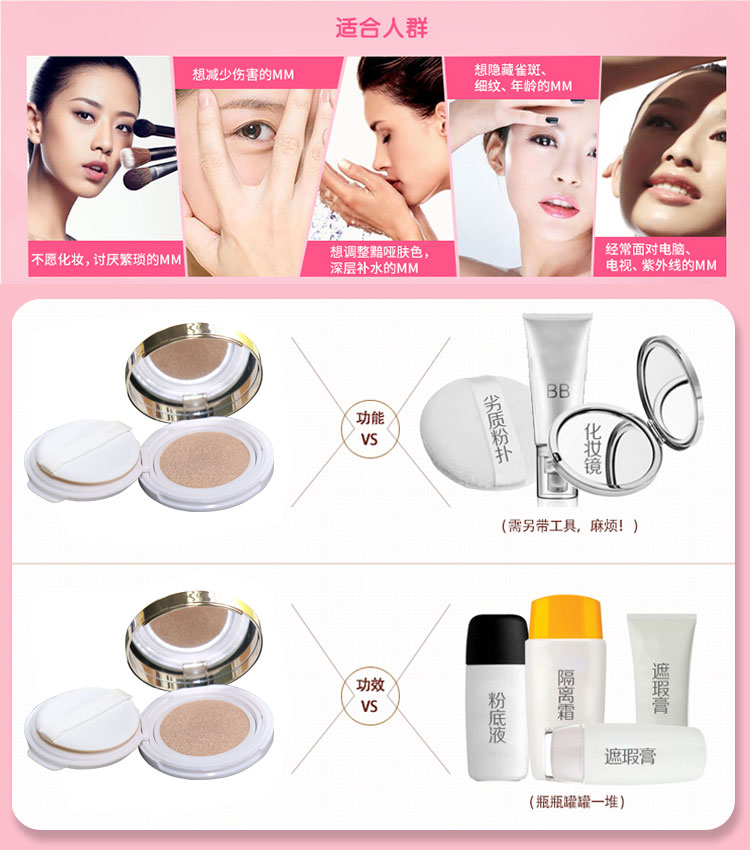 适合人群
想减少伤害的MM
想隐藏雀斑、
细纹、年龄的MM
不愿化妆，讨厌繁琐的MM
想调整黯哑肤色，
深层补水的MM
经常面对电脑、
电视、紫外线的MM
功能
VS
劣质粉扑
BB
化妆镜
(需另带工具，麻烦！)
功效
VS
粉底液
隔离霜
遮瑕膏
遮瑕膏
(瓶瓶罐罐一堆)